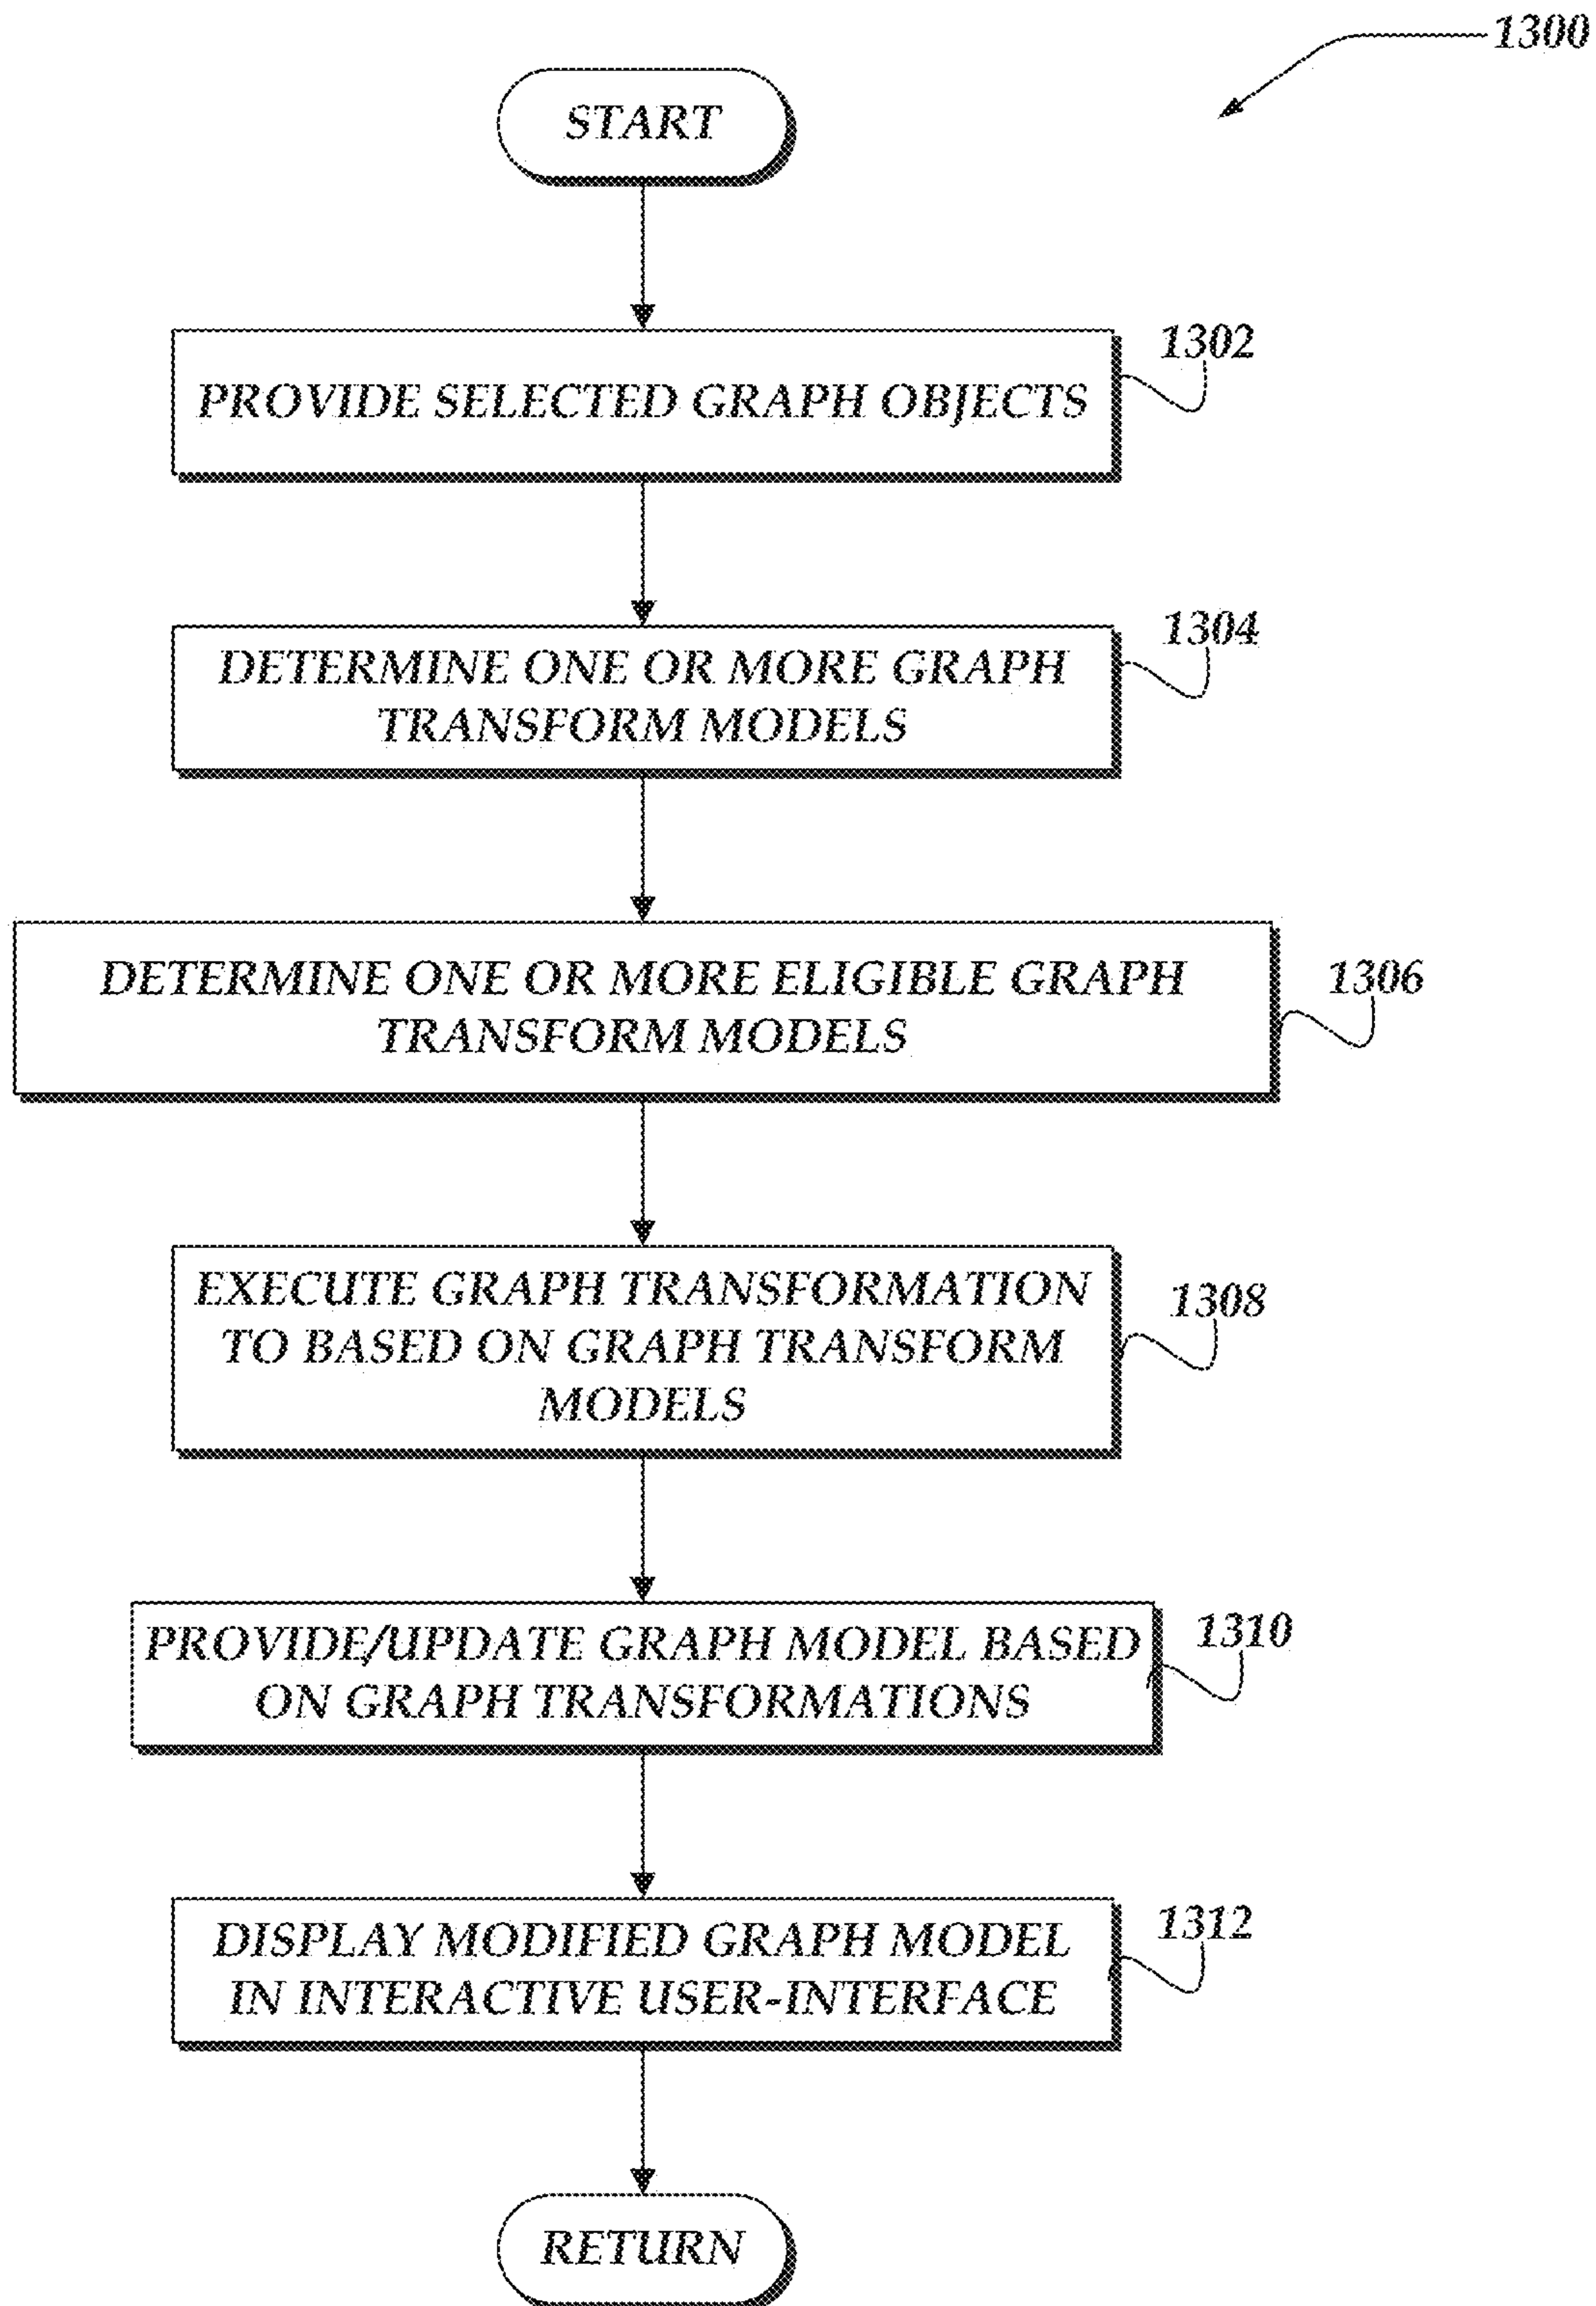 1300
START
PROVIDE SELECTED GRAPH OBJECTS
1302
DETERMINE ONE OR MORE GRAPH
TRANSFORM MODELS
1304
DETERMINE ONE OR MORE ELIGIBLE GRAPH
TRANSFORM MODELS
1306
EXECUTE GRAPH TRANSFORMATION
TO BASED ON GRAPH TRANSFORM
MODELS
1308
PROVIDE/UPDATE GRAPH MODEL BASED
ON GRAPH TRANSFORMATIONS
1310
DISPLAY MODIFIED GRAPH MODEL
IN INTERACTIVE USER-INTERFACE
1312
RETURN